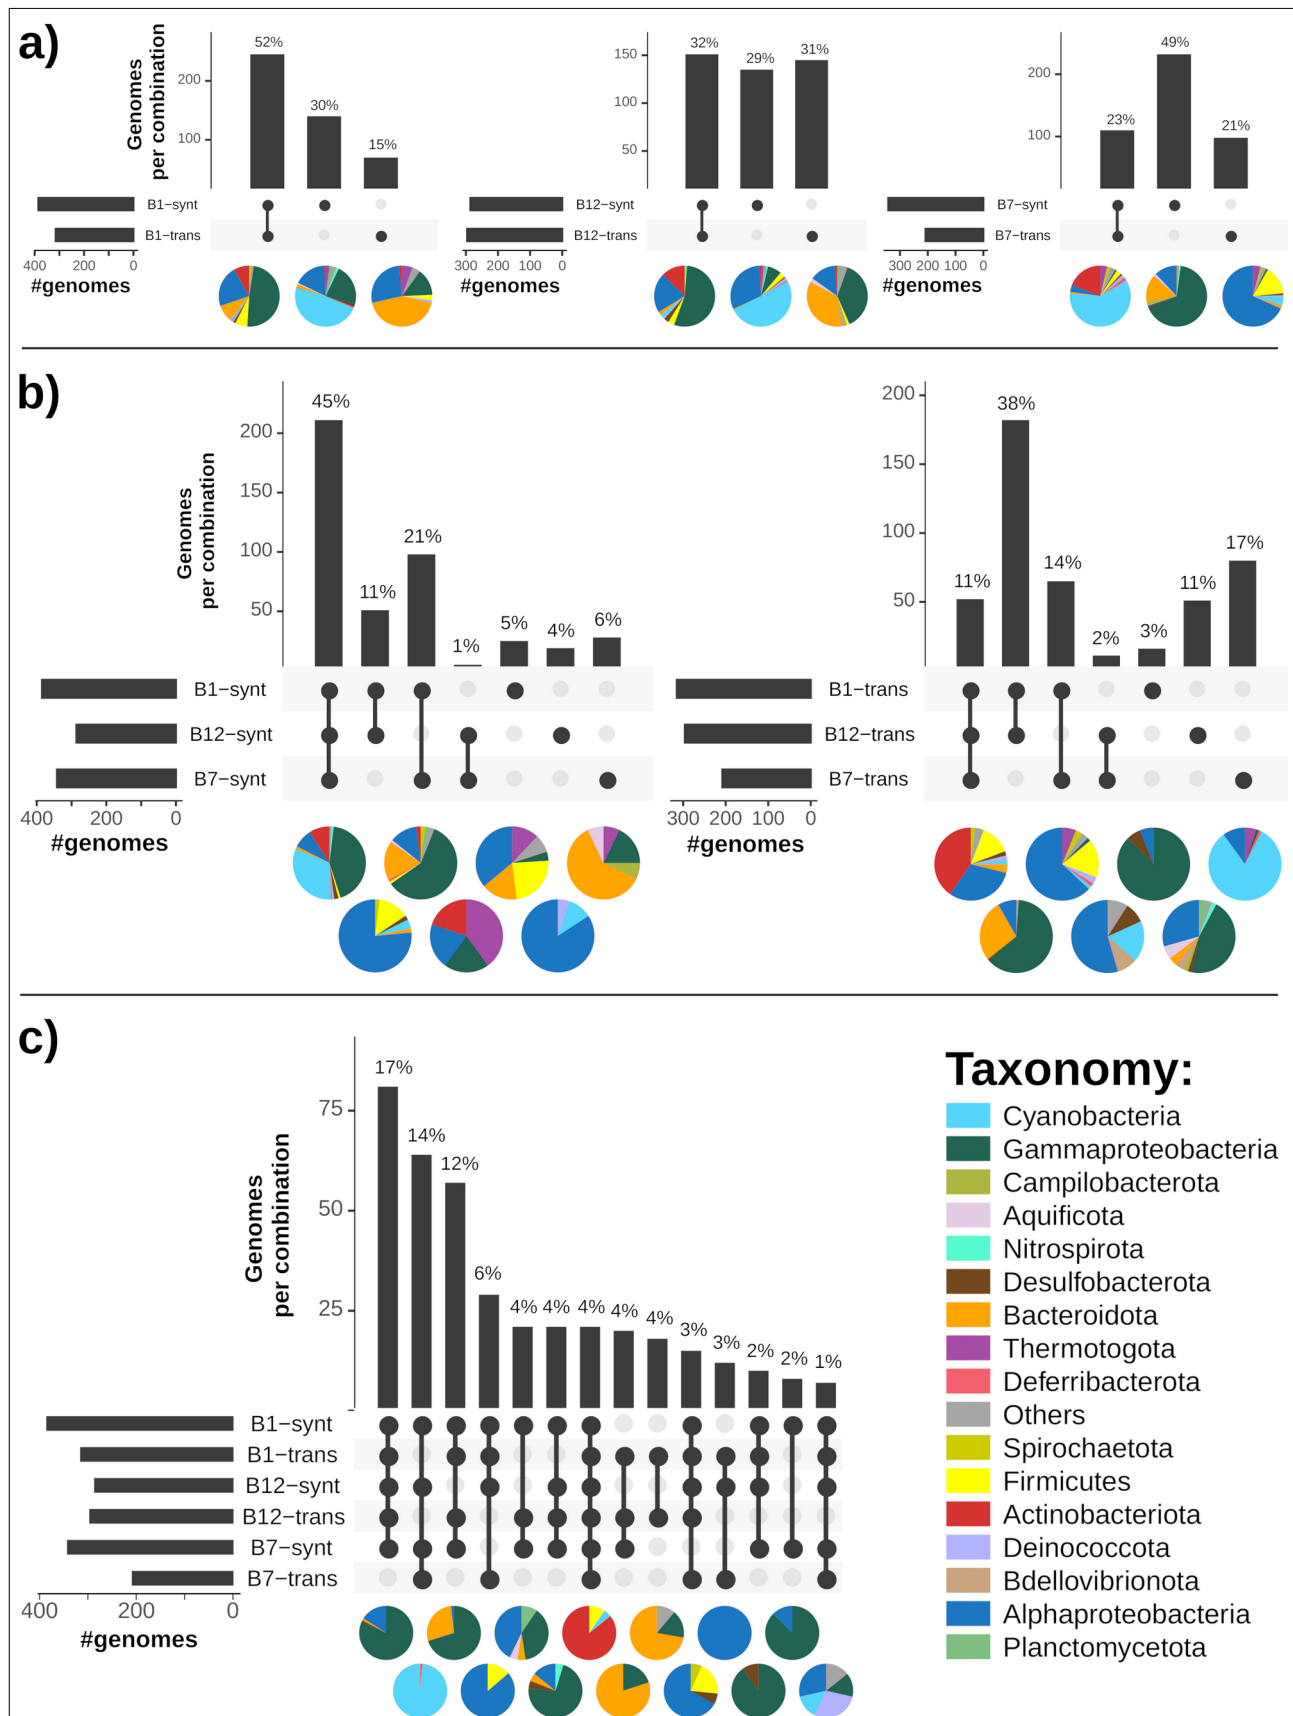 a)
Genomes
per combination
200
100
52%
30%
15%
B1−synt
B1−trans
400
200
0
#genomes
150
100
50
32%
29%
31%
B12−synt
B12−trans
300
200
100
0
#genomes
200
100
23%
49%
21%
B7−synt
B7−trans
300
200
100
0
#genomes
b)
Genomes
per combination
200
150
100
50
45%
11%
21%
1%
5%
4%
6%
B1−synt
B12−synt
B7−synt
400
200
0
#genomes
200
150
100
50
11%
38%
14%
2%
3%
11%
17%
B1−trans
B12−trans
B7−trans
300
200
100
0
#genomes
c)
Genomes
per combination
75
50
25
17%
14%
12%
6%
4%
4%
4%
4%
4%
3%
3%
2%
2%
1%
B1−synt
B1−trans
B12−synt
B12−trans
B7−synt
B7−trans
400
200
0
#genomes
Taxonomy:
Cyanobacteria
Gammaproteobacteria
Campilobacterota
Aquificota
Nitrospirota
Desulfobacterota
Bacteroidota
Thermotogota
Deferribacterota
Others
Spirochaetota
Firmicutes
Actinobacteriota
Deinococcota
Bdellovibrionota
Alphaproteobacteria
Planctomycetota